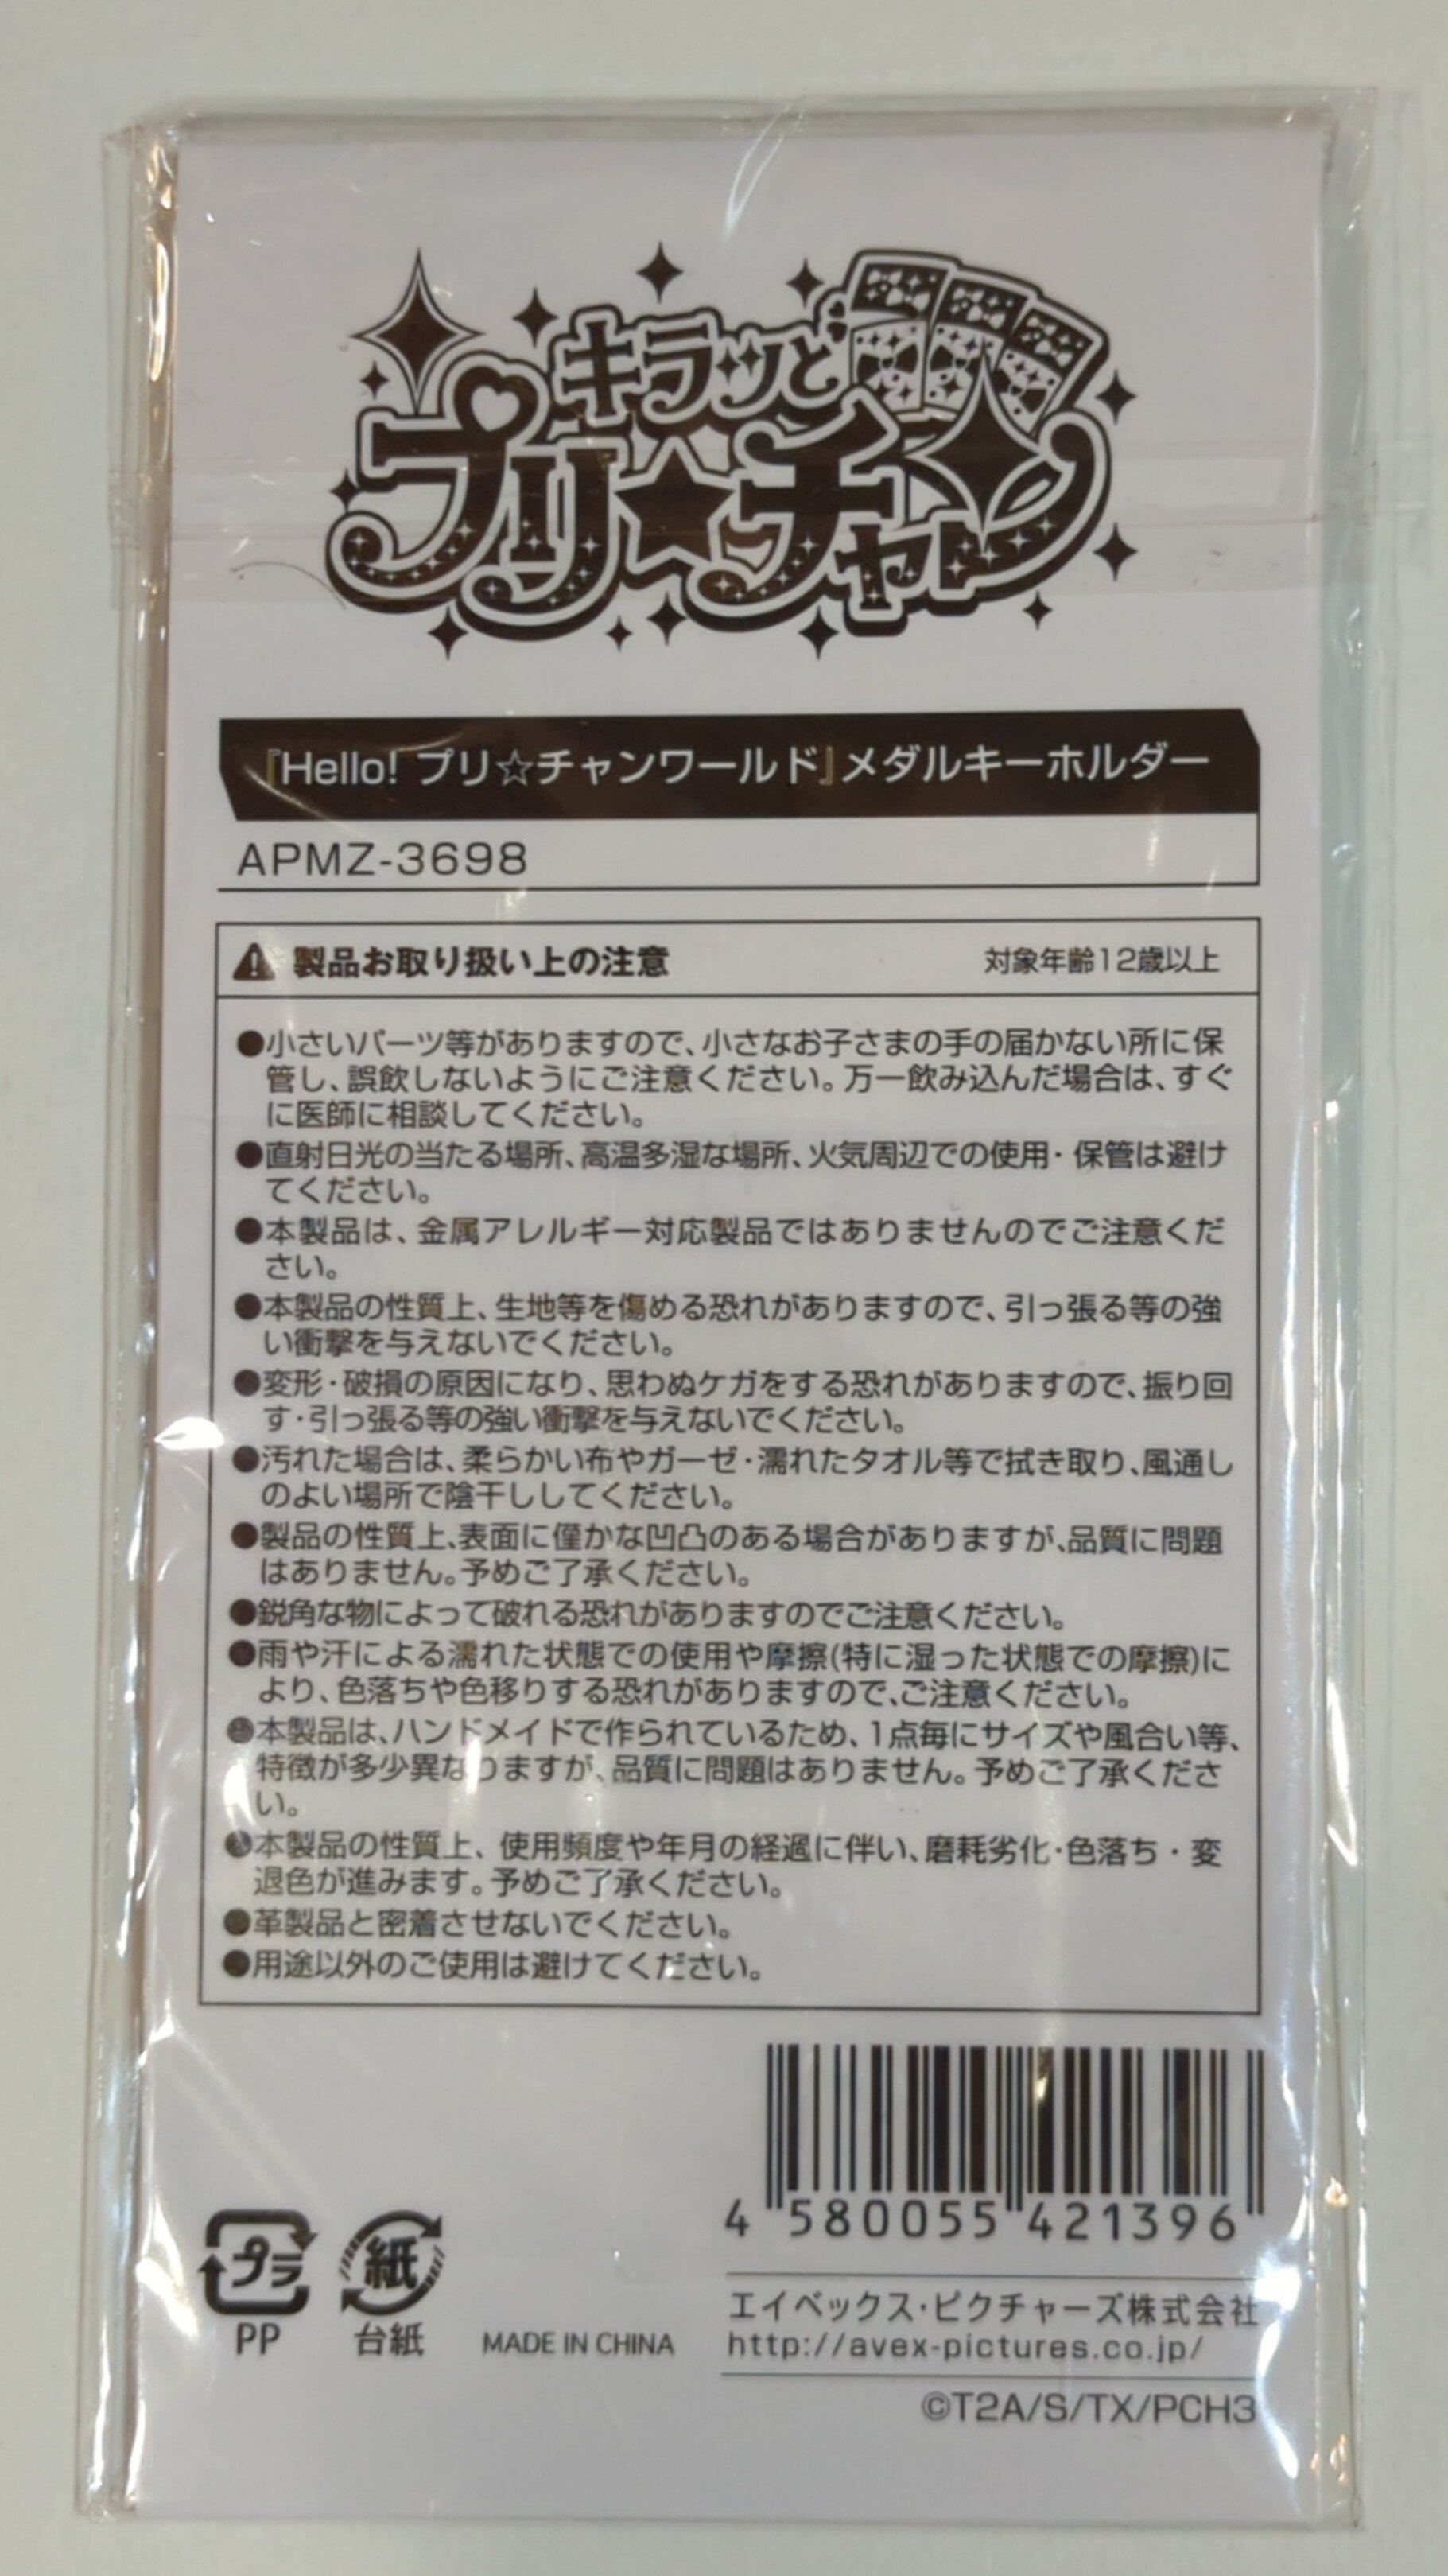 キラッと
プリ☆チャン
『Hello! プリ☆チャンワールド』メダルキーホルダー
APMZ-3698
製品お取り扱い上の注意 対象年齢12歳以上
●小さいパーツ等がありますので、小さなお子さまの手の届かない所に保
管し、誤飲しないようにご注意ください。万一飲み込んだ場合は、すぐ
に医師に相談してください。
●直射日光の当たる場所、高温多湿な場所、火気周辺での使用・保管は避け
てください。
●本製品は、金属アレルギー対応製品ではありませんのでご注意くだ
さい。
●本製品の性質上、生地等を傷める恐れがありますので、引っ張る等の強
い衝撃を与えないでください。
●変形・破損の原因になり、思わぬケガをする恐れがありますので、振り回
す・引っ張る等の強い衝撃を与えないでください。
●汚れた場合は、柔らかい布やガーゼ・濡れたタオル等で拭き取り、風通し
のよい場所で陰干ししてください。
●製品の性質上、表面に僅かな凹凸のある場合がありますが、品質に問題
はありません。予めご了承ください。
●鋭角な物によって破れる恐れがありますのでご注意ください。
●雨や汗による濡れた状態での使用や摩擦(特に湿った状態での摩擦)に
より、色落ちや色移りする恐れがありますので、ご注意ください。
●本製品は、ハンドメイドで作られているため、1点毎にサイズや風合い等、
特徴が多少異なりますが、品質に問題はありません。予めご了承くださ
い。
●本製品の性質上、使用頻度や年月の経過に伴い、磨耗劣化・色落ち・変
退色が進みます。予めご了承ください。
●革製品と密着させないでください。
●用途以外のご使用は避けてください。
4 580055 421396
プラ
PP
紙
台紙
MADE IN CHINA
エイベックス・ピクチャーズ株式会社
http://avex-pictures.co.jp/
©T2A/S/TX/PCH3